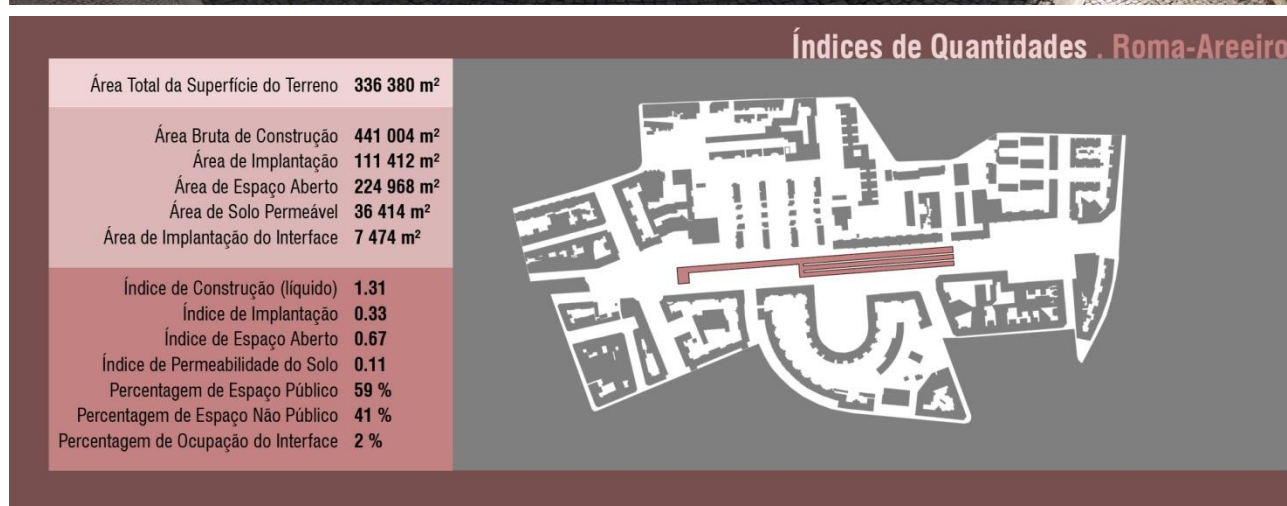 Índices de Quantidades . Roma-Areeiro
Área Total da Superfície do Terreno 336 380 m²
Área Bruta de Construção 441 004 m²
Área de Implantação 111 412 m²
Área de Espaço Aberto 224 968 m²
Área de Solo Permeável 36 414 m²
Área de Implantação do Interface 7 474 m²
Índice de Construção (líquido) 1.31
Índice de Implantação 0.33
Índice de Espaço Aberto 0.67
Índice de Permeabilidade do Solo 0.11
Percentagem de Espaço Público 59 %
Percentagem de Espaço Não Público 41 %
Percentagem de Ocupação do Interface 2 %